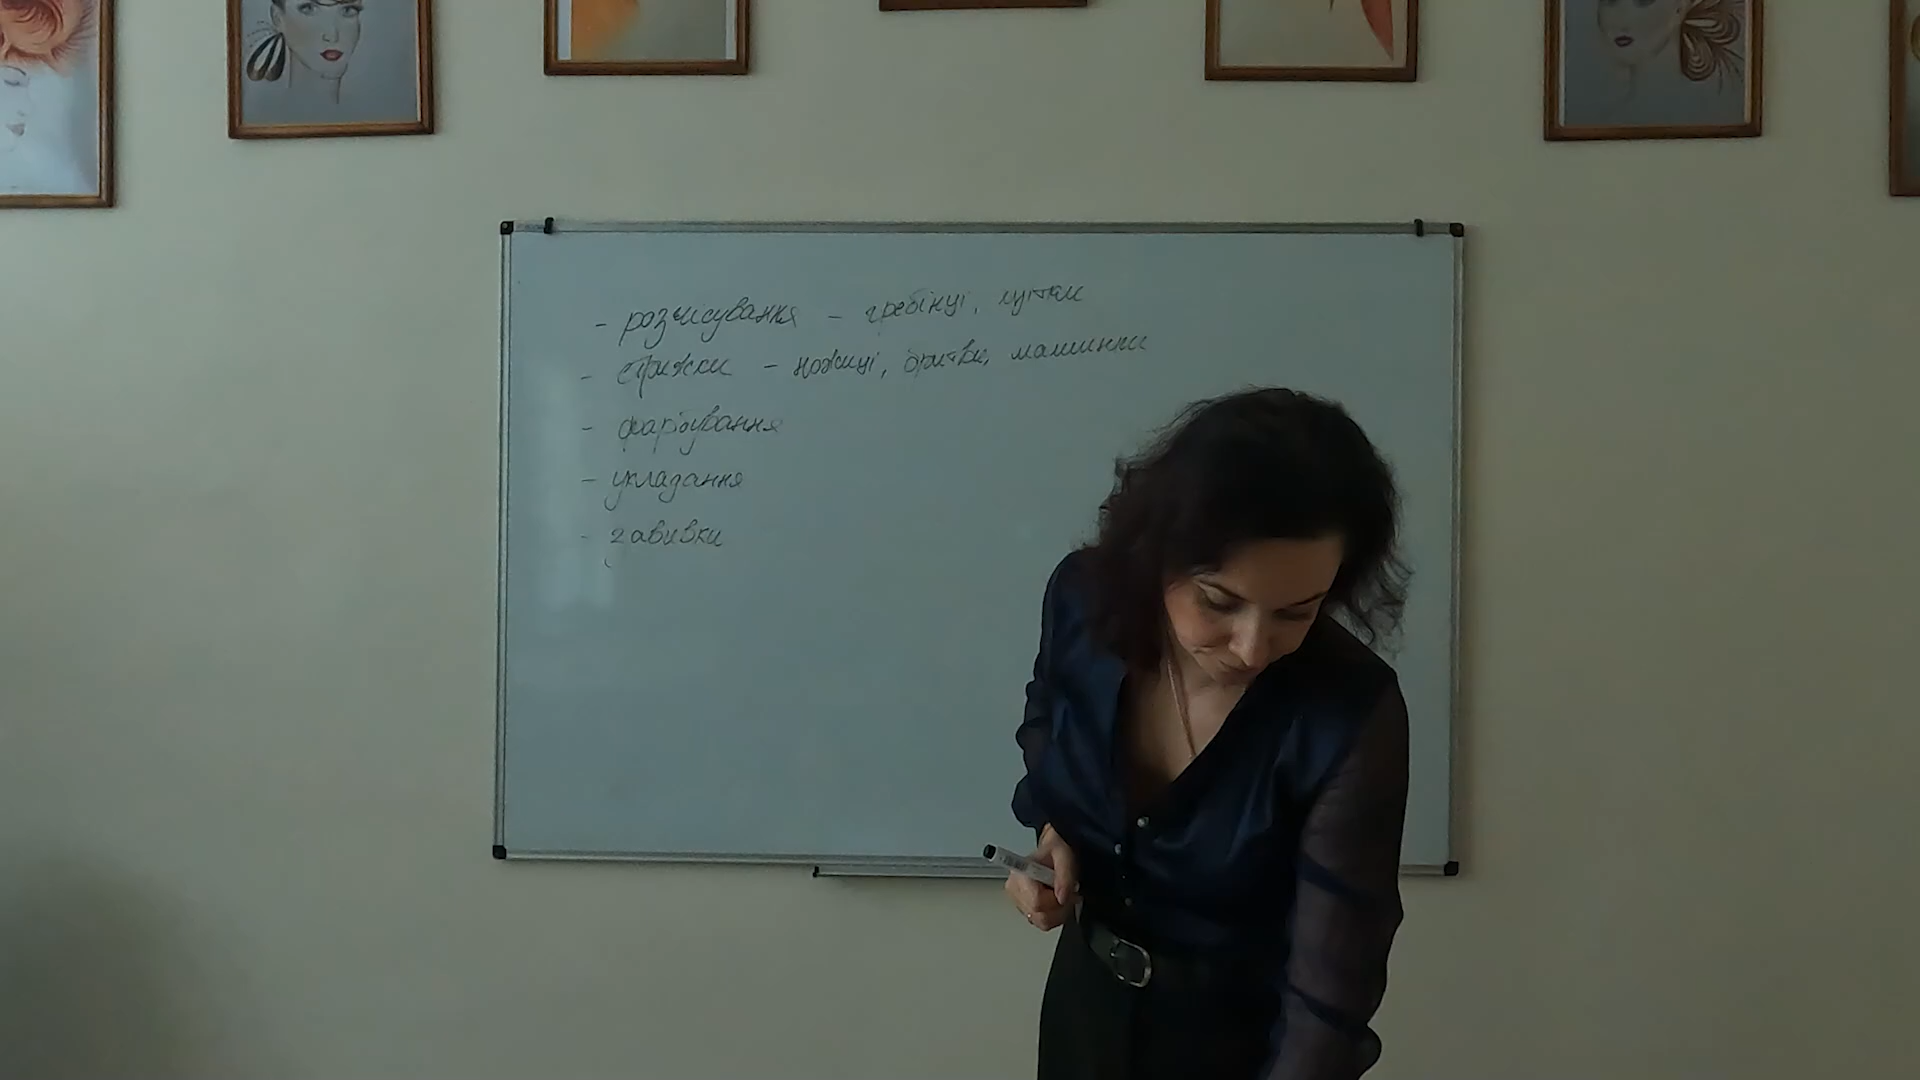 - розчісування - гребінці, щітки
- стрижки - ножиці, бритви, машинки
- фарбування
- укладання
- завивки